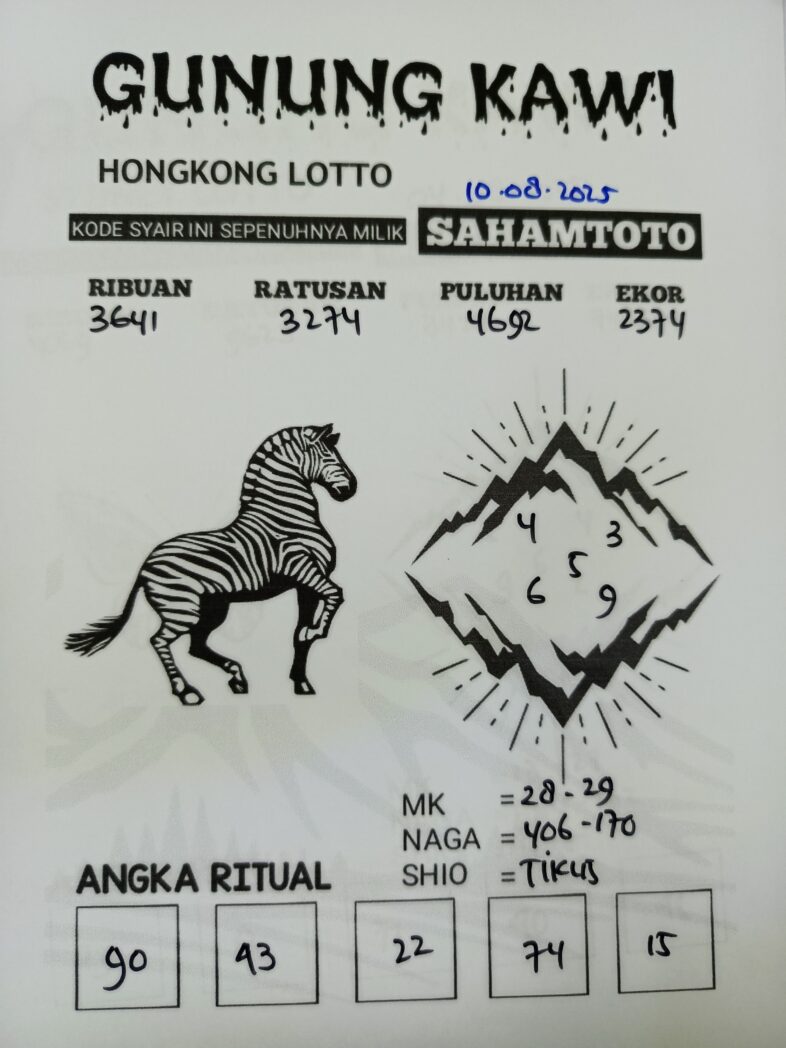 GUNUNG KAWI
HONGKONG LOTTO
10.08.2025
KODE SYAIR INI SEPENUHNYA MILIK SAHAMTOTO
RIBUAN RATUSAN PULUHAN EKOR
3641 3274 4692 2374
4 3
5
6 9
MK = 28 - 29
NAGA = 406 - 170
SHIO = TIKUS
ANGKA RITUAL
90 43 22 74 15